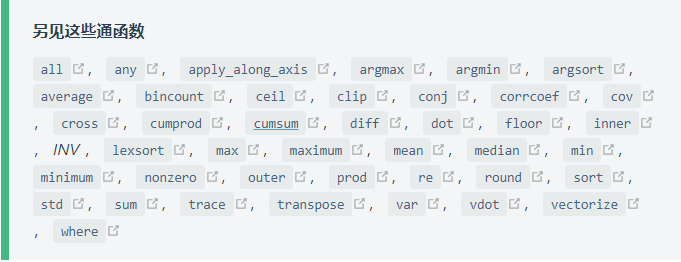 另见这些通函数
all , any , apply_along_axis , argmax , argmin , argsort ,
average , bincount , ceil , clip , conj , corrcoef , cov
, cross , cumprod , cumsum , diff , dot , floor , inner
, INV , lexsort , max , maximum , mean , median , min ,
minimum , nonzero , outer , prod , re , round , sort ,
std , sum , trace , transpose , var , vdot , vectorize
, where